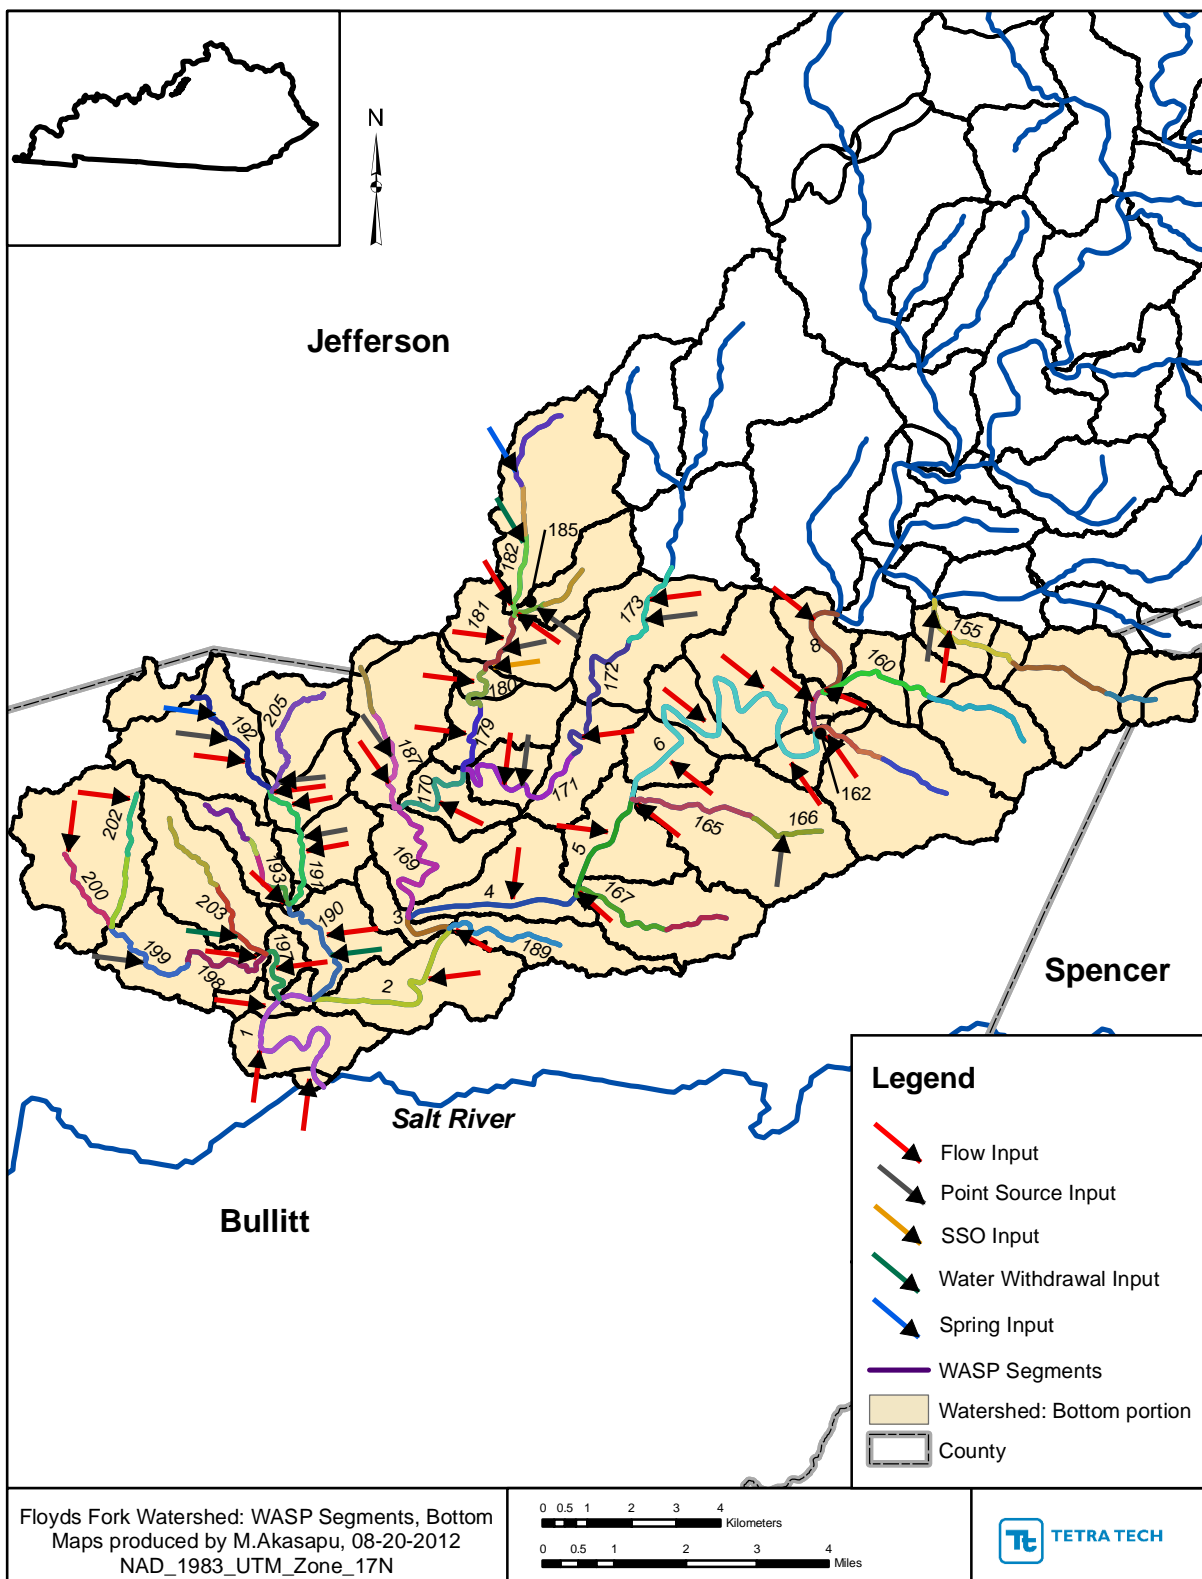 N
Jefferson
185
182
181
173
155
8
160
180
172
205
192
179
6
187
170
171
162
202
165
166
193
191
169
5
200
4
167
203
190
3
199
197
189
198
2
1
Spencer
Salt River
Bullitt
Legend
Flow Input
Point Source Input
SSO Input
Water Withdrawal Input
Spring Input
WASP Segments
Watershed: Bottom portion
County
Floyds Fork Watershed: WASP Segments, Bottom
Maps produced by M.Akasapu, 08-20-2012
NAD_1983_UTM_Zone_17N
0 0.5 1 2 3 4
Kilometers
0 0.5 1 2 3 4
Miles
Tt TETRA TECH